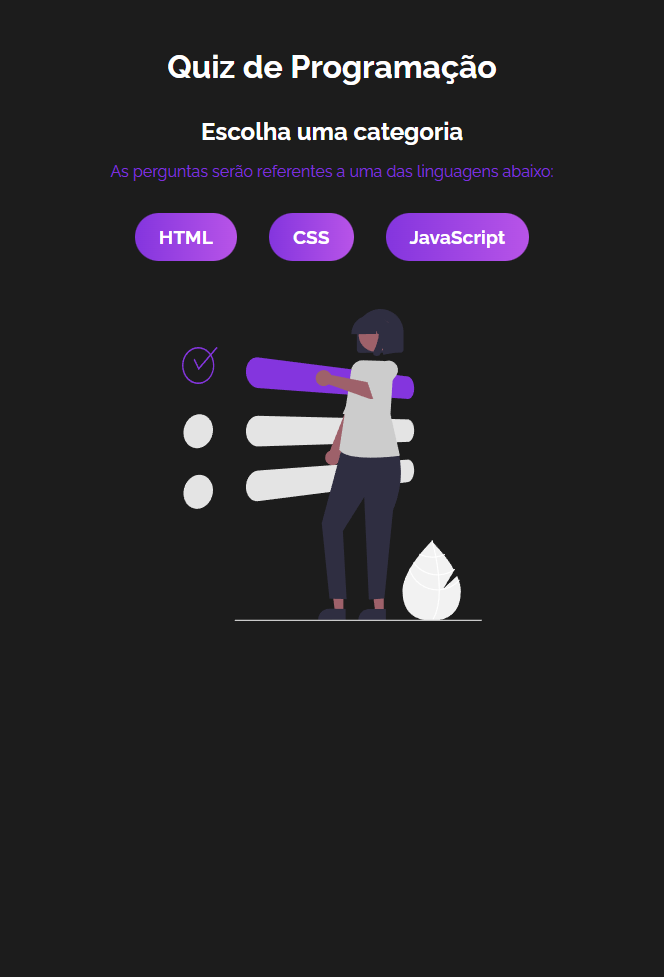 Quiz de Programação
Escolha uma categoria
As perguntas serão referentes a uma das linguagens abaixo:
HTML CSS JavaScript